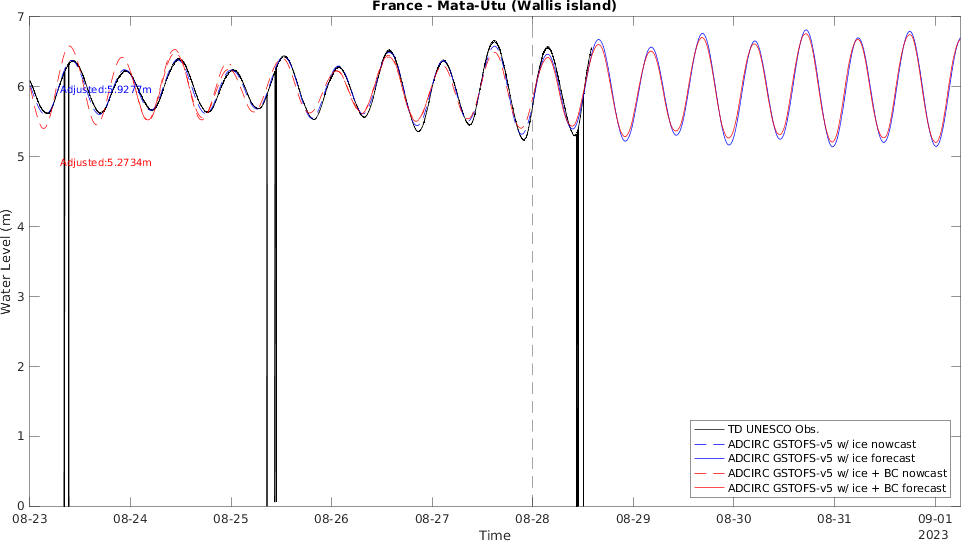 France - Mata-Utu (Wallis island)
7
6
5
4
3
2
1
0
Water Level (m)
Adjusted:5.9277m
Adjusted:5.2734m
TD UNESCO Obs.
ADCIRC GSTOFS-v5 w/ ice nowcast
ADCIRC GSTOFS-v5 w/ ice forecast
ADCIRC GSTOFS-v5 w/ ice + BC nowcast
ADCIRC GSTOFS-v5 w/ ice + BC forecast
08-23 08-24 08-25 08-26 08-27 08-28 08-29 08-30 08-31 09-01
Time 2023